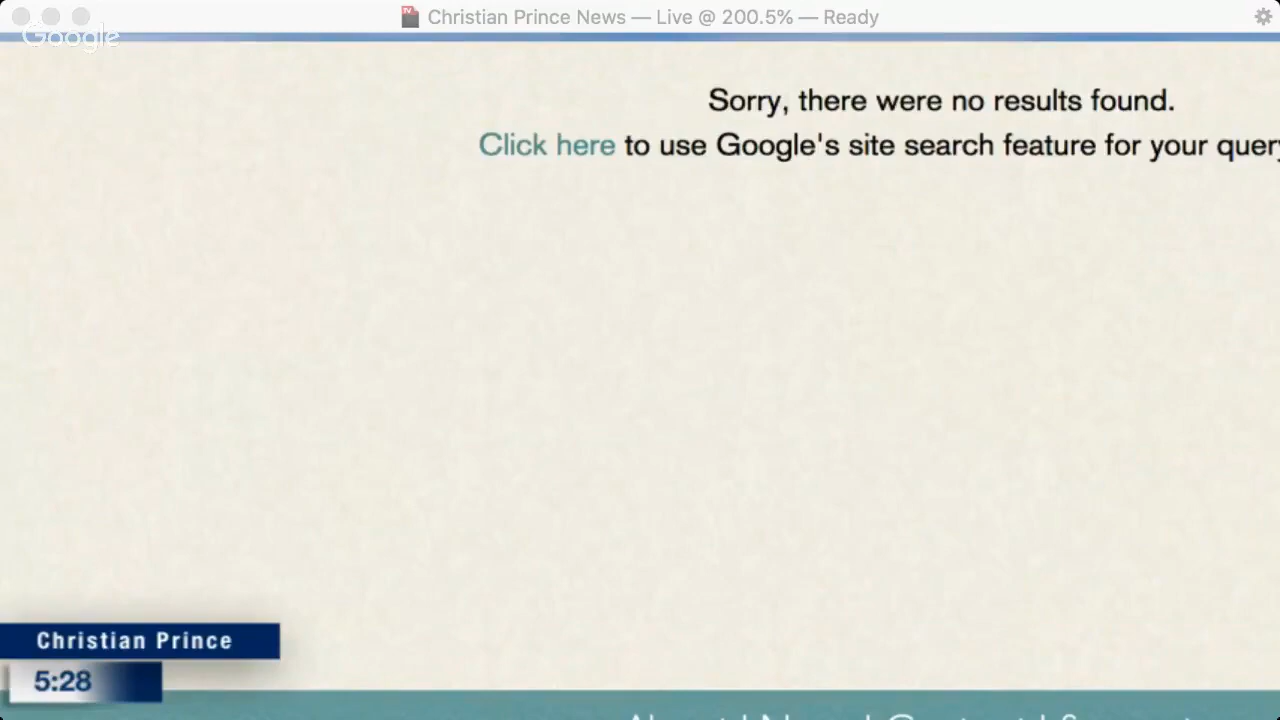 Christian Prince News — Live @ 200.5% — Ready
Google
Sorry, there were no results found.
Click here to use Google's site search feature for your query
Christian Prince
5:28